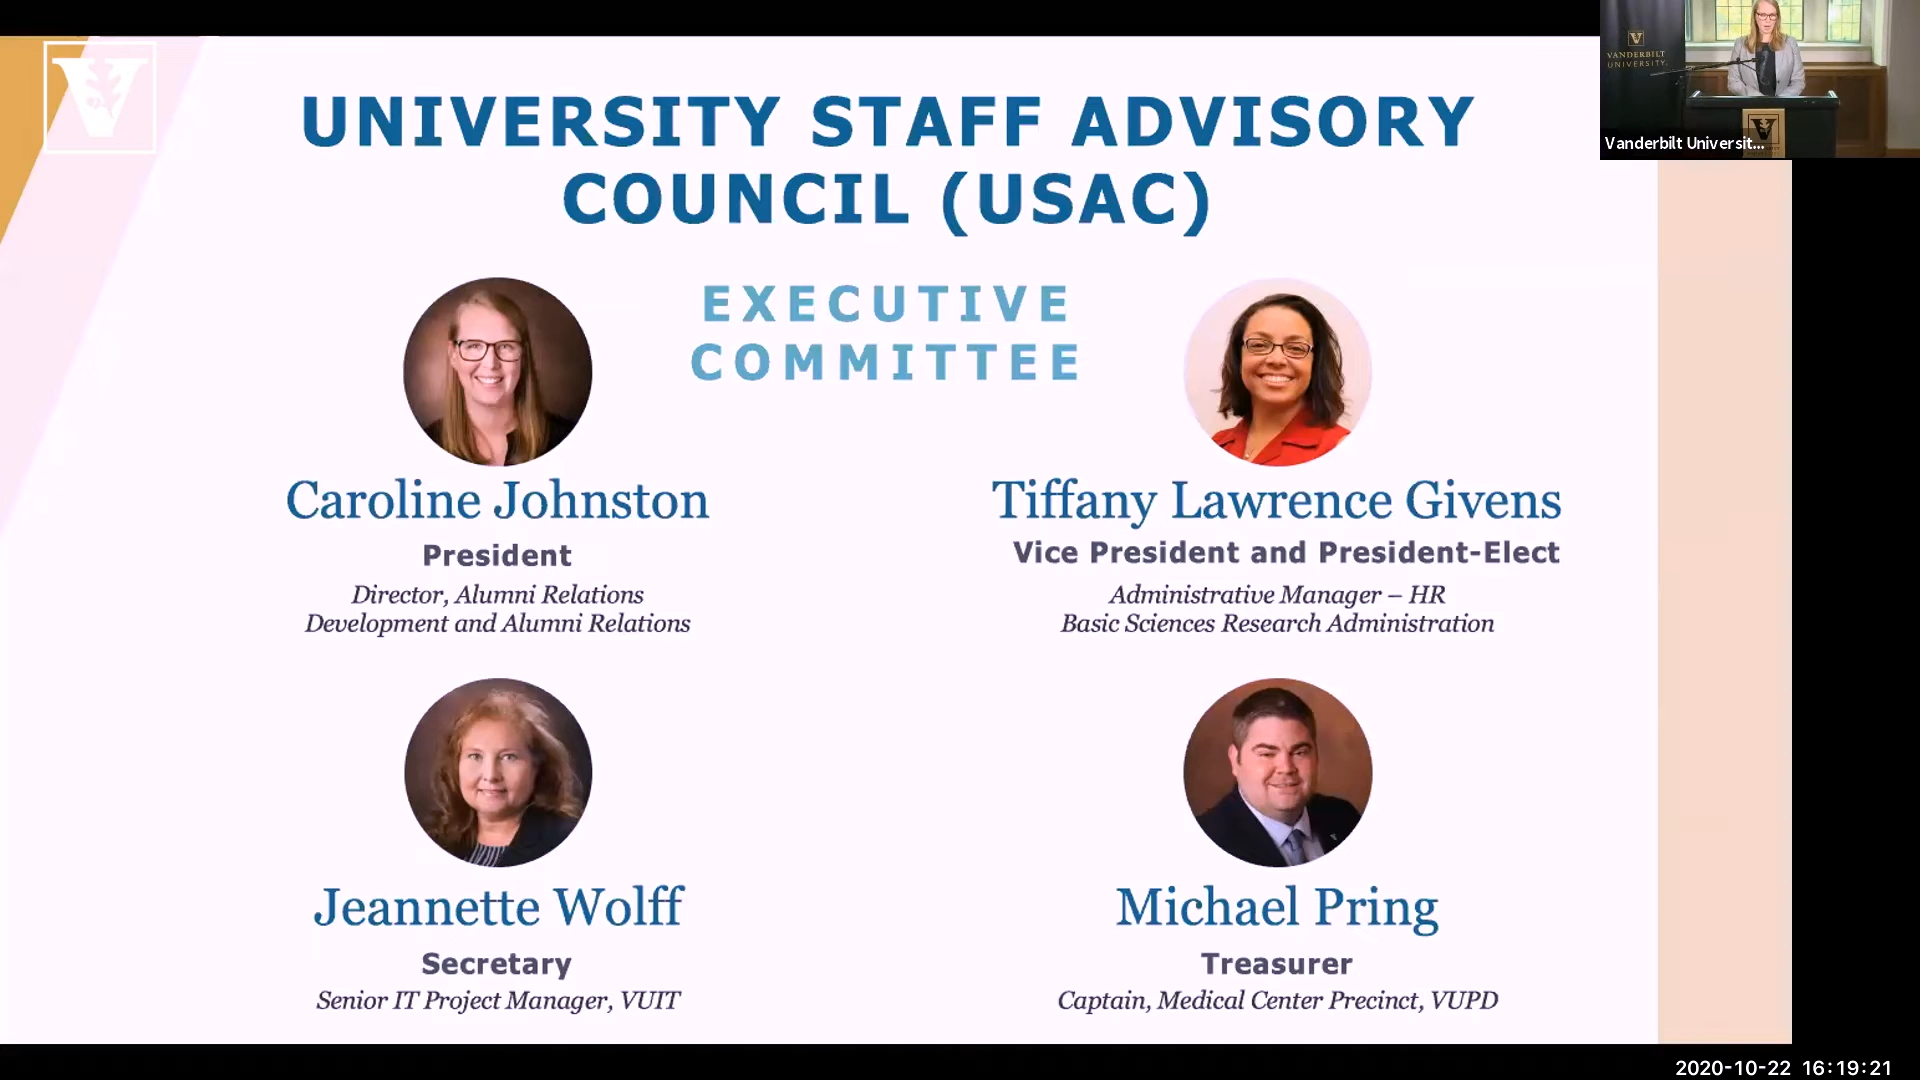 UNIVERSITY STAFF ADVISORY
COUNCIL (USAC)
EXECUTIVE
COMMITTEE
Caroline Johnston
President
Director, Alumni Relations
Development and Alumni Relations
Tiffany Lawrence Givens
Vice President and President-Elect
Administrative Manager – HR
Basic Sciences Research Administration
Jeannette Wolff
Secretary
Senior IT Project Manager, VUIT
Michael Pring
Treasurer
Captain, Medical Center Precinct, VUPD
V
V
VANDERBILT
UNIVERSITY
V
Vanderbilt Universit...
2020-10-22 16:19:21